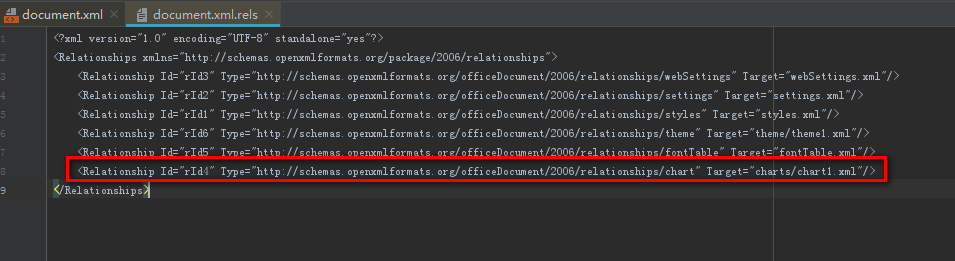 document.xml × document.xml.rels ×
1 <?xml version="1.0" encoding="UTF-8" standalone="yes"?>
2 <Relationships xmlns="http://schemas.openxmlformats.org/package/2006/relationships">
3 <Relationship Id="rId3" Type="http://schemas.openxmlformats.org/officeDocument/2006/relationships/webSettings" Target="webSettings.xml"/>
4 <Relationship Id="rId2" Type="http://schemas.openxmlformats.org/officeDocument/2006/relationships/settings" Target="settings.xml"/>
5 <Relationship Id="rId1" Type="http://schemas.openxmlformats.org/officeDocument/2006/relationships/styles" Target="styles.xml"/>
6 <Relationship Id="rId6" Type="http://schemas.openxmlformats.org/officeDocument/2006/relationships/theme" Target="theme/theme1.xml"/>
7 <Relationship Id="rId5" Type="http://schemas.openxmlformats.org/officeDocument/2006/relationships/fontTable" Target="fontTable.xml"/>
8 <Relationship Id="rId4" Type="http://schemas.openxmlformats.org/officeDocument/2006/relationships/chart" Target="charts/chart1.xml"/>
9 </Relationships>